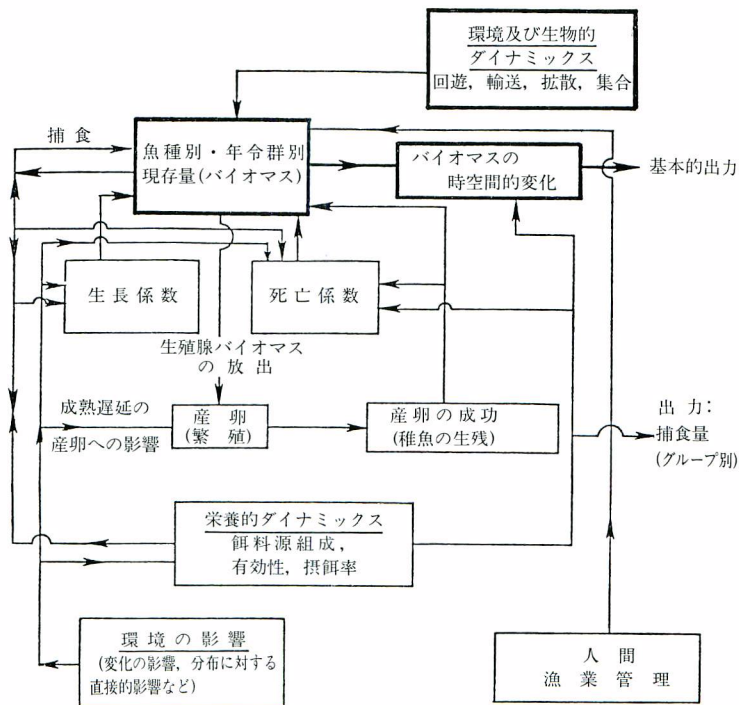 環境及び生物的
ダイナミックス
回遊，輸送，拡散，集合
捕食
魚種別・年令群別
現存量(バイオマス)
バイオマスの
時空間的変化
基本的出力
生長係数
死亡係数
生殖腺バイオマス
の放出
成熟遅延の
産卵への影響
産卵
(繁殖)
産卵の成功
(稚魚の生残)
出力：
捕食量
(グループ別)
栄養的ダイナミックス
餌料源組成，
有効性，摂餌率
環境の影響
(変化の影響，分布に対する
直接的影響など)
人間
漁業管理